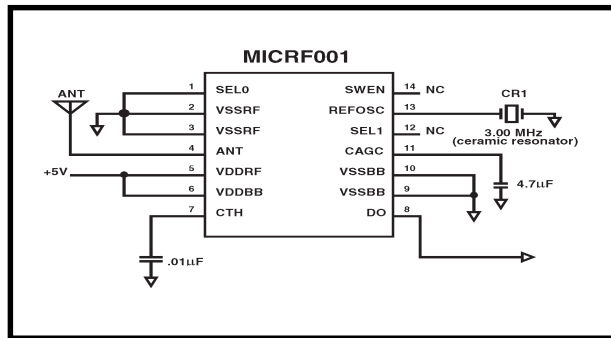 MICRF001
ANT
+5V
1 SEL0
2 VSSRF
3 VSSRF
4 ANT
5 VDDRF
6 VDDBB
7 CTH
.01µF
SWEN 14 NC
REFOSC 13
SEL1 12 NC
CAGC 11
VSSBB 10
VSSBB 9
DO 8
CR1
3.00 MHz
(ceramic resonator)
4.7µF